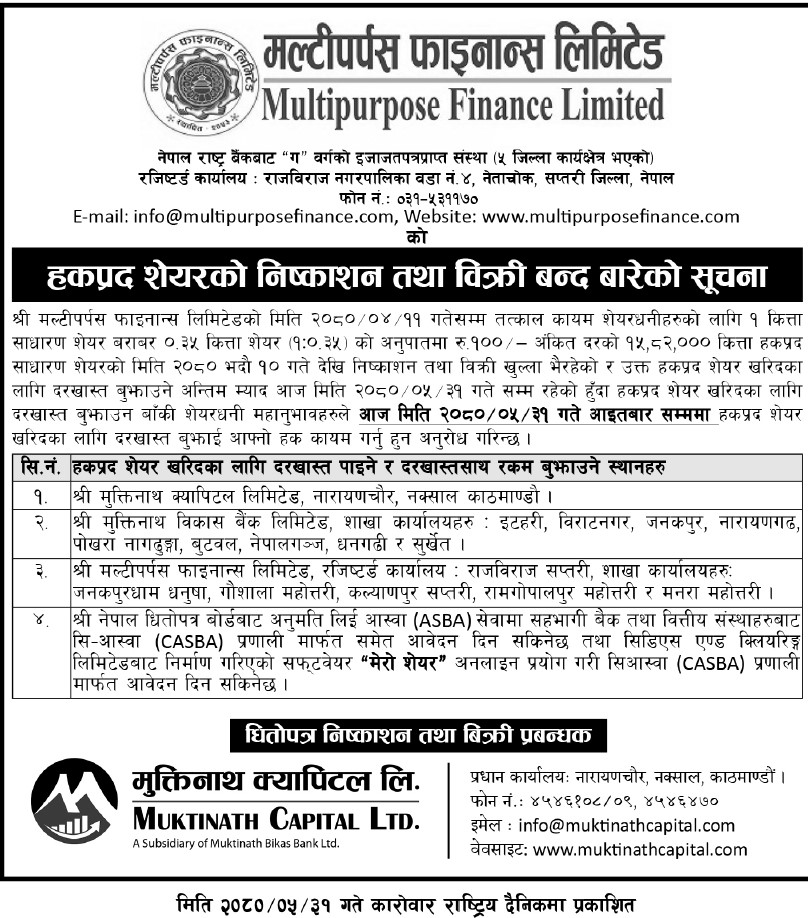 मल्टीपर्पस फाइनान्स लिमिटेड
स्थापित - २०५३
मल्टीपर्पस फाइनान्स लिमिटेड
Multipurpose Finance Limited
नेपाल राष्ट्र बैंकबाट “ग” वर्गको इजाजतपत्रप्राप्त संस्था (५ जिल्ला कार्यक्षेत्र भएको)
रजिष्टर्ड कार्यालय : राजबिराज नगरपालिका वडा नं.४, नेताचोक, सप्तरी जिल्ला, नेपाल
फोन नं.: ०३१-५३११७०
E-mail: info@multipurposefinance.com, Website: www.multipurposefinance.com
को
हकप्रद शेयरको निष्काशन तथा विक्री बन्द बारेको सूचना
श्री मल्टीपर्पस फाइनान्स लिमिटेडको मिति २०८०/०४/११ गतेसम्म तत्काल कायम शेयरधनीहरुको लागि १ कित्ता
साधारण शेयर बराबर ०.३५ कित्ता शेयर (१:०.३५) को अनुपातमा रु.१००/– अंकित दरको १५,८२,००० कित्ता हकप्रद
साधारण शेयरको मिति २०८० भदौ १० गते देखि निष्काशन तथा विक्री खुल्ला भैरहेको र उक्त हकप्रद शेयर खरिदका
लागि दरखास्त बुझाउने अन्तिम म्याद आज मिति २०८०/०५/३१ गते सम्म रहेको हुँदा हकप्रद शेयर खरिदका लागि
दरखास्त बुझाउन बाँकी शेयरधनी महानुभावहरुले आज मिति २०८०/०५/३१ गते आइतबार सम्ममा हकप्रद शेयर
खरिदका लागि दरखास्त बुझाई आफ्नो हक कायम गर्नु हुन अनुरोध गरिन्छ ।
सि.नं. हकप्रद शेयर खरिदका लागि दरखास्त पाइने र दरखास्तसाथ रकम बुझाउने स्थानहरु
१. श्री मुक्तिनाथ क्यापिटल लिमिटेड, नारायणचौर, नक्साल काठमाण्डौ ।
२. श्री मुक्तिनाथ विकास बैंक लिमिटेड, शाखा कार्यालयहरु : इटहरी, विराटनगर, जनकपुर, नारायणगढ,
पोखरा नागढुङ्गा, बुटवल, नेपालगञ्ज, धनगढी र सुर्खेत ।
३. श्री मल्टीपर्पस फाइनान्स लिमिटेड, रजिष्टर्ड कार्यालय : राजविराज सप्तरी, शाखा कार्यालयहरु:
जनकपुरधाम धनुषा, गौशाला महोत्तरी, कल्याणपुर सप्तरी, रामगोपालपुर महोत्तरी र मनरा महोत्तरी ।
४. श्री नेपाल धितोपत्र बोर्डबाट अनुमति लिई आस्वा (ASBA) सेवामा सहभागी बैक तथा वित्तीय संस्थाहरुबाट
सि-आस्वा (CASBA) प्रणाली मार्फत समेत आवेदन दिन सकिनेछ तथा सिडिएस एण्ड क्लियरिङ्ग
लिमिटेडबाट निर्माण गरिएको सफ्टवेयर “मेरो शेयर” अनलाइन प्रयोग गरी सिआस्वा (CASBA) प्रणाली
मार्फत आवेदन दिन सकिनेछ ।
धितोपत्र निष्काशन तथा बिक्री प्रबन्धक
मुक्तिनाथ क्यापिटल लि.
MUKTINATH CAPITAL LTD.
A Subsidiary of Muktinath Bikas Bank Ltd.
प्रधान कार्यालयः नारायणचौर, नक्साल, काठमाण्डौं ।
फोन नं.: ४५४६१०८/०९, ४५४६४७०
इमेल : info@muktinathcapital.com
वेवसाइट: www.muktinathcapital.com
मिति २०८०/०५/३१ गते कारोवार राष्ट्रिय दैनिकमा प्रकाशित